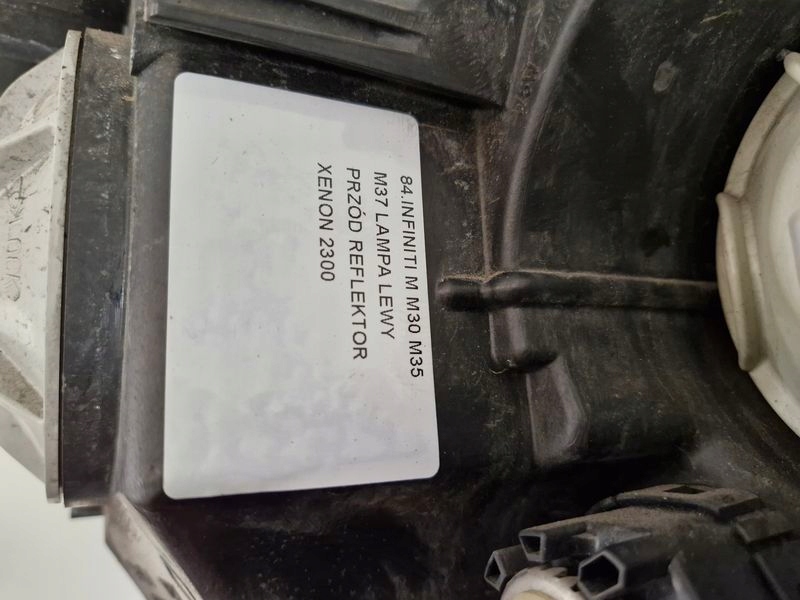 84.INFINITI M M30 M35
M37 LAMPA LEWY
PRZÓD REFLEKTOR
XENON 2300